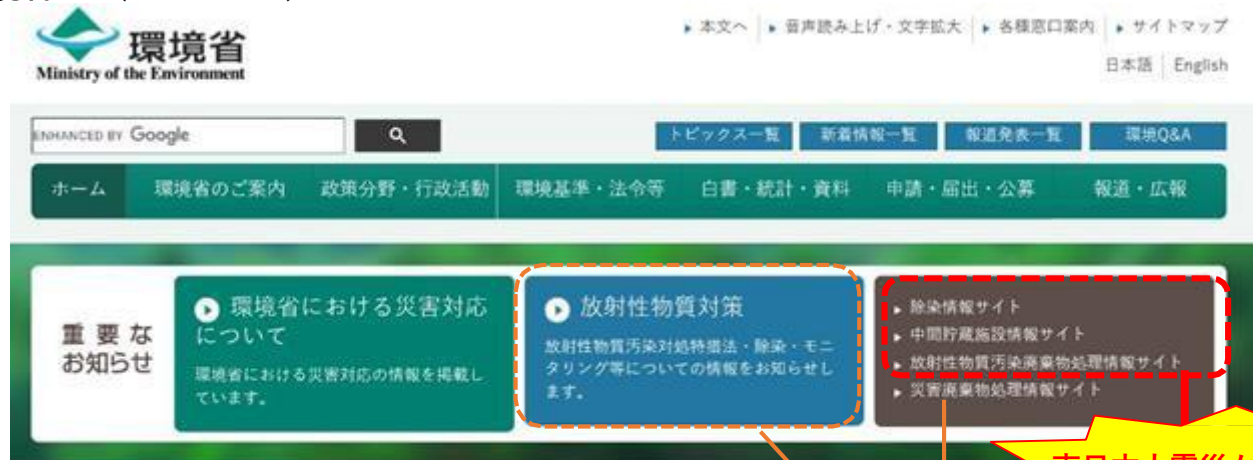 環境省
Ministry of the Environment
本文へ 音声読み上げ・文字拡大 各種窓口案内 サイトマップ
日本語 English
ENHANCED BY Google
トピックス一覧 新着情報一覧 報道発表一覧 環境Q&A
ホーム 環境省のご案内 政策分野・行政活動 環境基準・法令等 白書・統計・資料 申請・届出・公募 報道・広報
重要な
お知らせ
環境省における災害対応
について
環境省における災害対応の情報を掲載し
ています。
放射性物質対策
放射性物質汚染対処特措法・除染・モニ
タリング等についての情報をお知らせし
ます。
除染情報サイト
中間貯蔵施設情報サイト
放射性物質汚染廃棄物処理情報サイト
災害廃棄物処理情報サイト